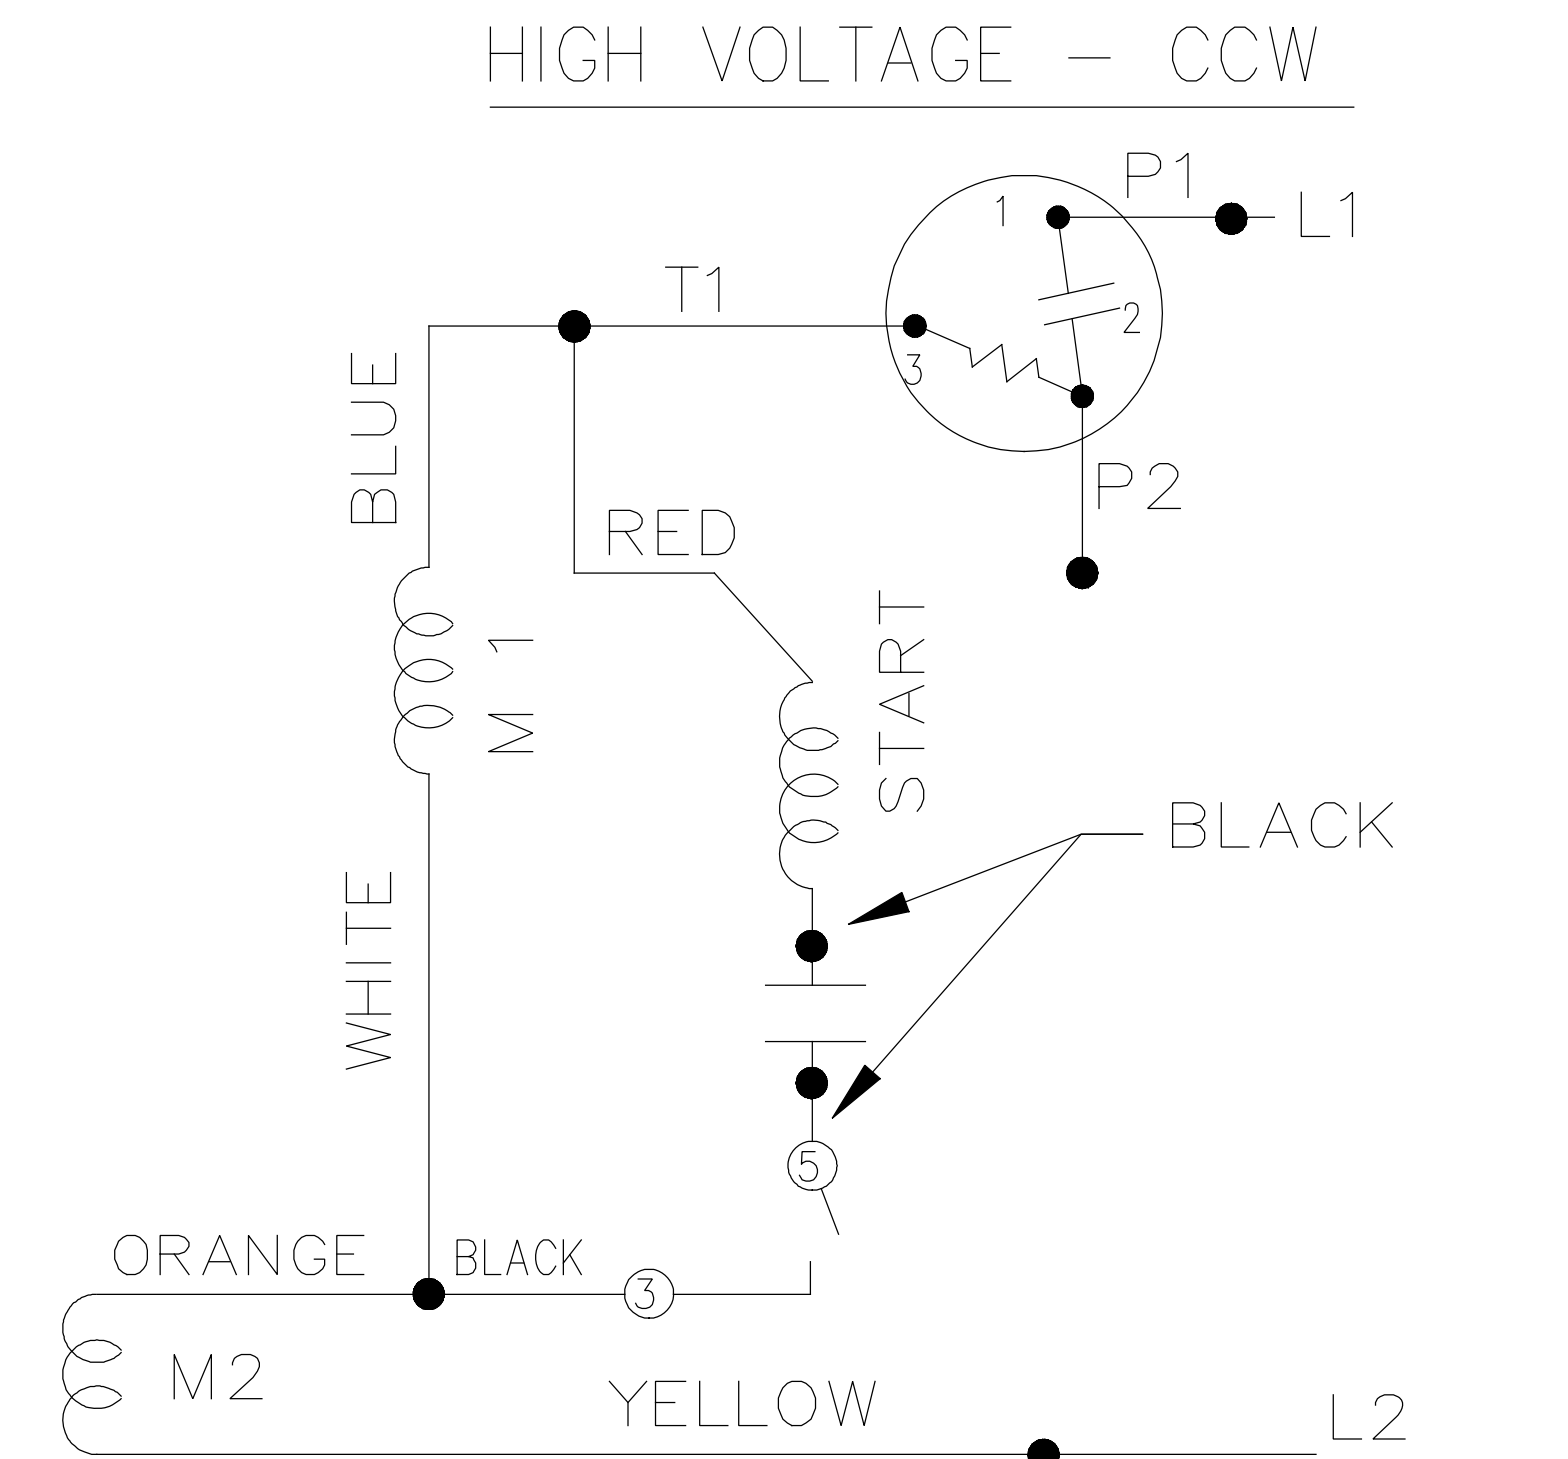 HIGH VOLTAGE - CCW
P1
1
L1
T1
2
3
BLUE
P2
RED
START
M 1
BLACK
WHITE
5
ORANGE
BLACK
3
M2
YELLOW
L2